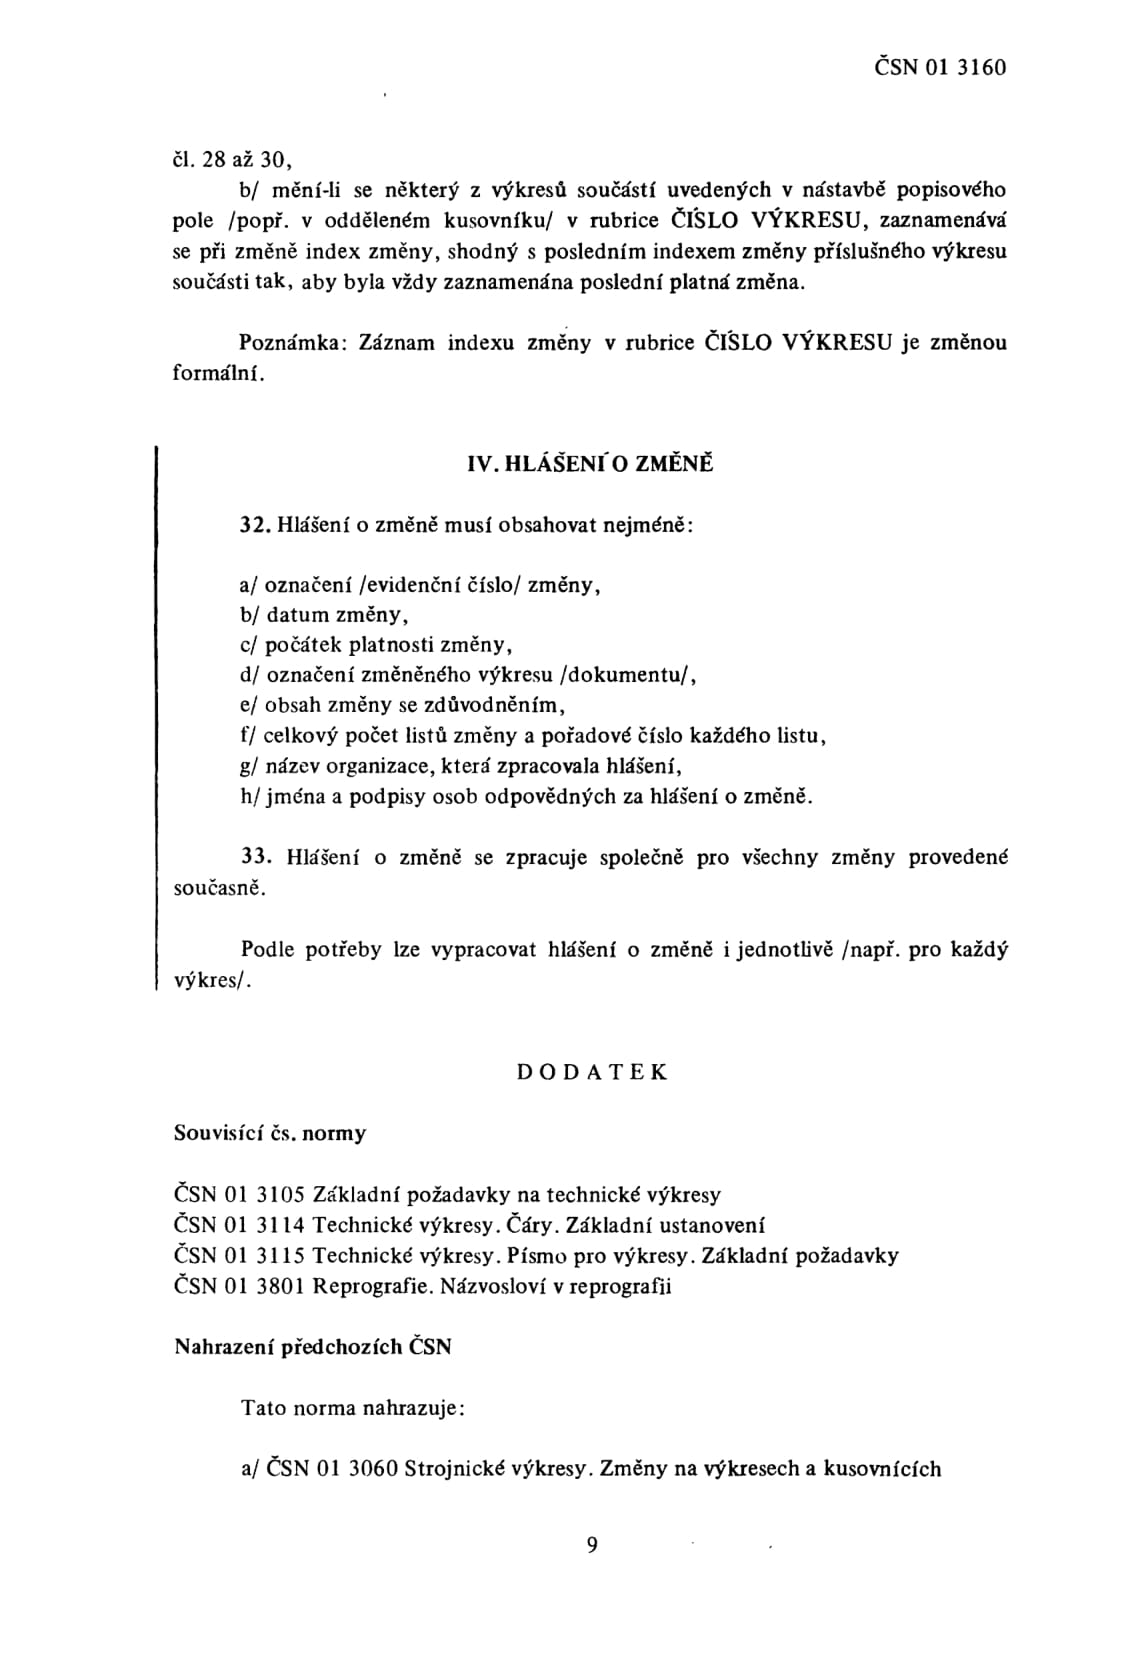 ČSN 01 3160
čl. 28 až 30,
b/ mění-li se některý z výkresů součástí uvedených v nástavbě popisového
pole /popř. v odděleném kusovníku/ v rubrice ČÍSLO VÝKRESU, zaznamenává
se při změně index změny, shodný s posledním indexem změny příslušného výkresu
součásti tak, aby byla vždy zaznamenána poslední platná změna.
Poznámka: Záznam indexu změny v rubrice ČÍSLO VÝKRESU je změnou
formální.
IV. HLÁŠENÍ O ZMĚNĚ
32. Hlášení o změně musí obsahovat nejméně:
a/ označení /evidenční číslo/ změny,
b/ datum změny,
c/ počátek platnosti změny,
d/ označení změněného výkresu /dokumentu/,
e/ obsah změny se zdůvodněním,
f/ celkový počet listů změny a pořadové číslo každého listu,
g/ název organizace, která zpracovala hlášení,
h/ jména a podpisy osob odpovědných za hlášení o změně.
33. Hlášení o změně se zpracuje společně pro všechny změny provedené
současně.
Podle potřeby lze vypracovat hlášení o změně i jednotlivě /např. pro každý
výkres/.
D O D A T E K
Souvisící čs. normy
ČSN 01 3105 Základní požadavky na technické výkresy
ČSN 01 3114 Technické výkresy. Čáry. Základní ustanovení
ČSN 01 3115 Technické výkresy. Písmo pro výkresy. Základní požadavky
ČSN 01 3801 Reprografie. Názvosloví v reprografii
Nahrazení předchozích ČSN
Tato norma nahrazuje:
a/ ČSN 01 3060 Strojnické výkresy. Změny na výkresech a kusovnících
9